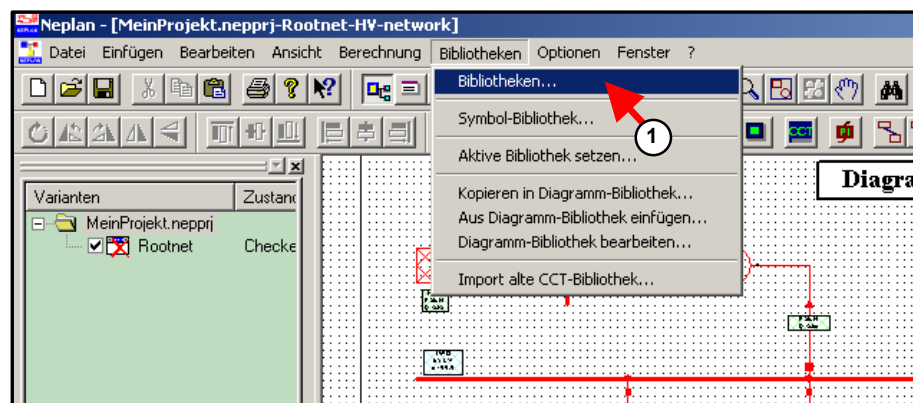 Neplan - [MeinProjekt.nepprj-Rootnet-HV-network]
Datei Einfügen Bearbeiten Ansicht Berechnung Bibliotheken Optionen Fenster ?
Bibliotheken...
Symbol-Bibliothek...
1
Aktive Bibliothek setzen...
Kopieren in Diagramm-Bibliothek...
Aus Diagramm-Bibliothek einfügen...
Diagramm-Bibliothek bearbeiten...
Import alte CCT-Bibliothek...
CCT
Diagra
Varianten Zustand
MeinProjekt.nepprj
Rootnet Checke